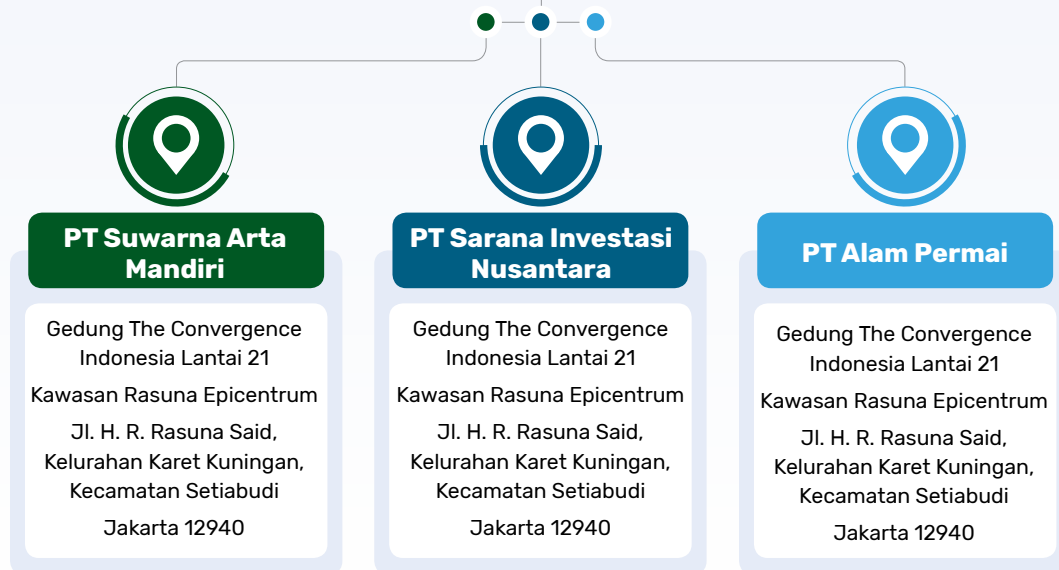 PT Suwarna Arta
Mandiri
Gedung The Convergence
Indonesia Lantai 21
Kawasan Rasuna Epicentrum
Jl. H. R. Rasuna Said,
Kelurahan Karet Kuningan,
Kecamatan Setiabudi
Jakarta 12940
PT Sarana Investasi
Nusantara
Gedung The Convergence
Indonesia Lantai 21
Kawasan Rasuna Epicentrum
Jl. H. R. Rasuna Said,
Kelurahan Karet Kuningan,
Kecamatan Setiabudi
Jakarta 12940
PT Alam Permai
Gedung The Convergence
Indonesia Lantai 21
Kawasan Rasuna Epicentrum
Jl. H. R. Rasuna Said,
Kelurahan Karet Kuningan,
Kecamatan Setiabudi
Jakarta 12940